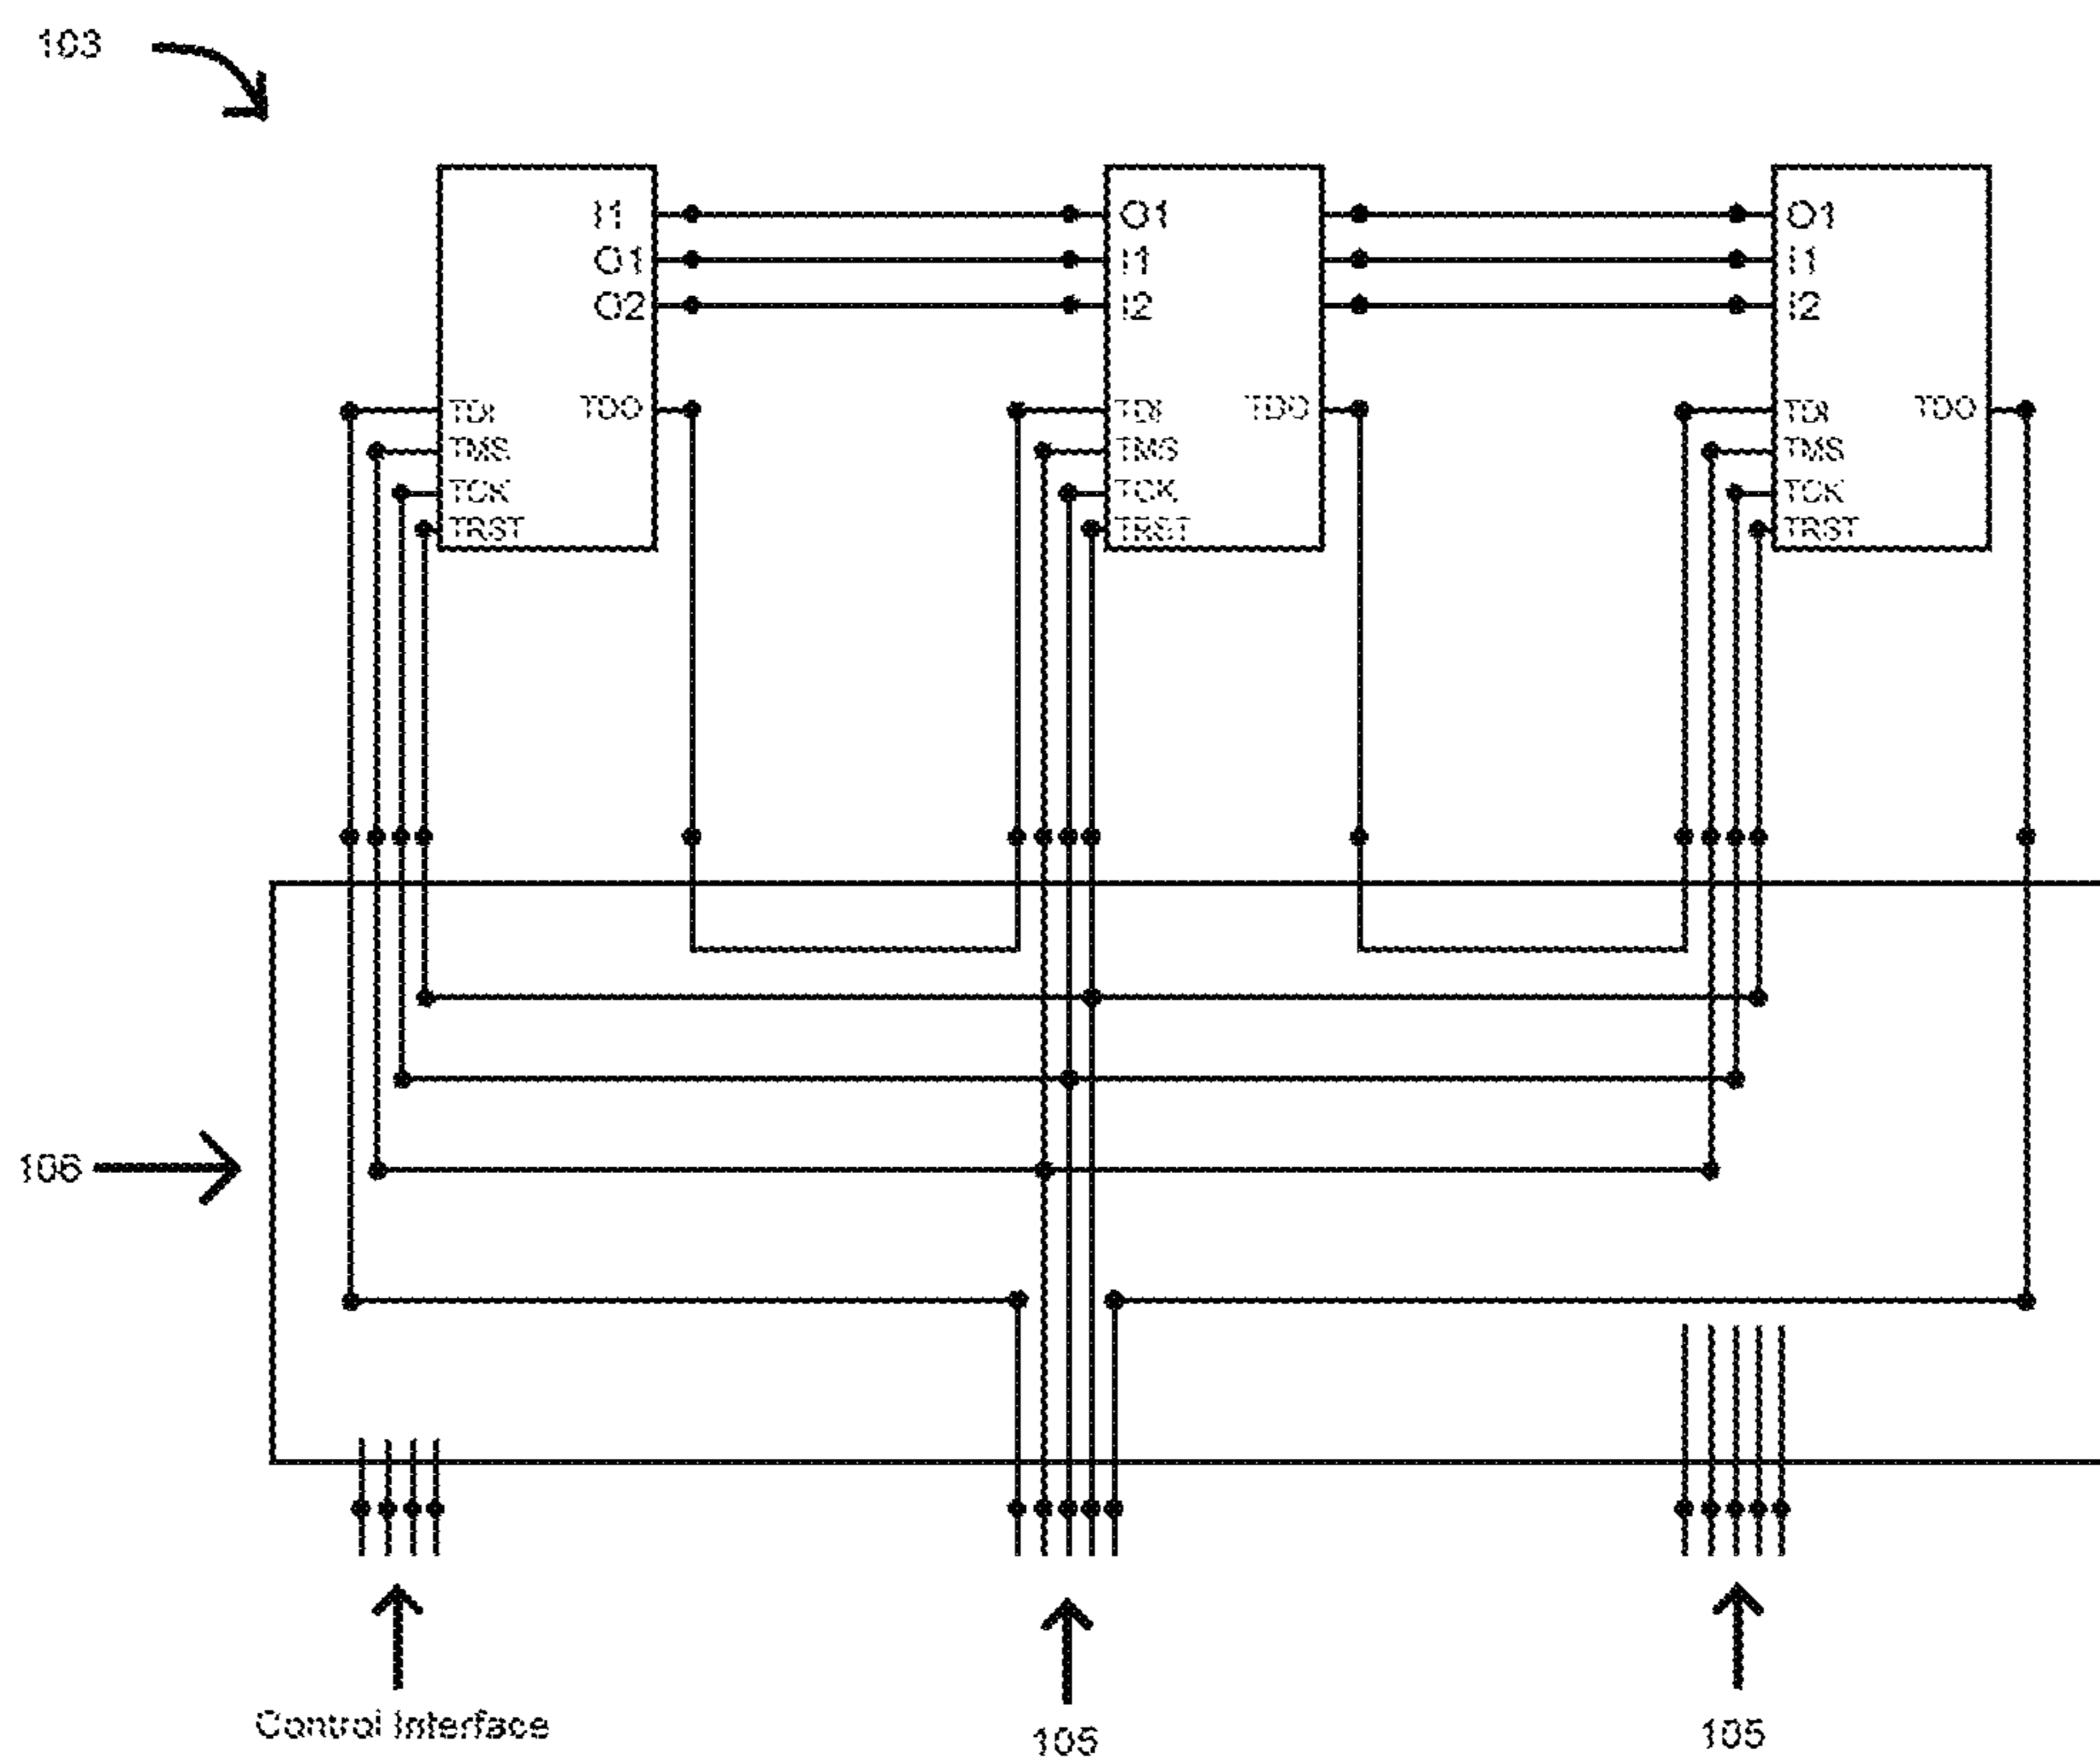 103
I1 O1 O1
O1 I1 I1
O2 I2 I2
TDI TDO TDI TDO TDI TDO
TMS TMS TMS
TCK TCK TCK
TRST TRST TRST
106
Control Interface 105 105